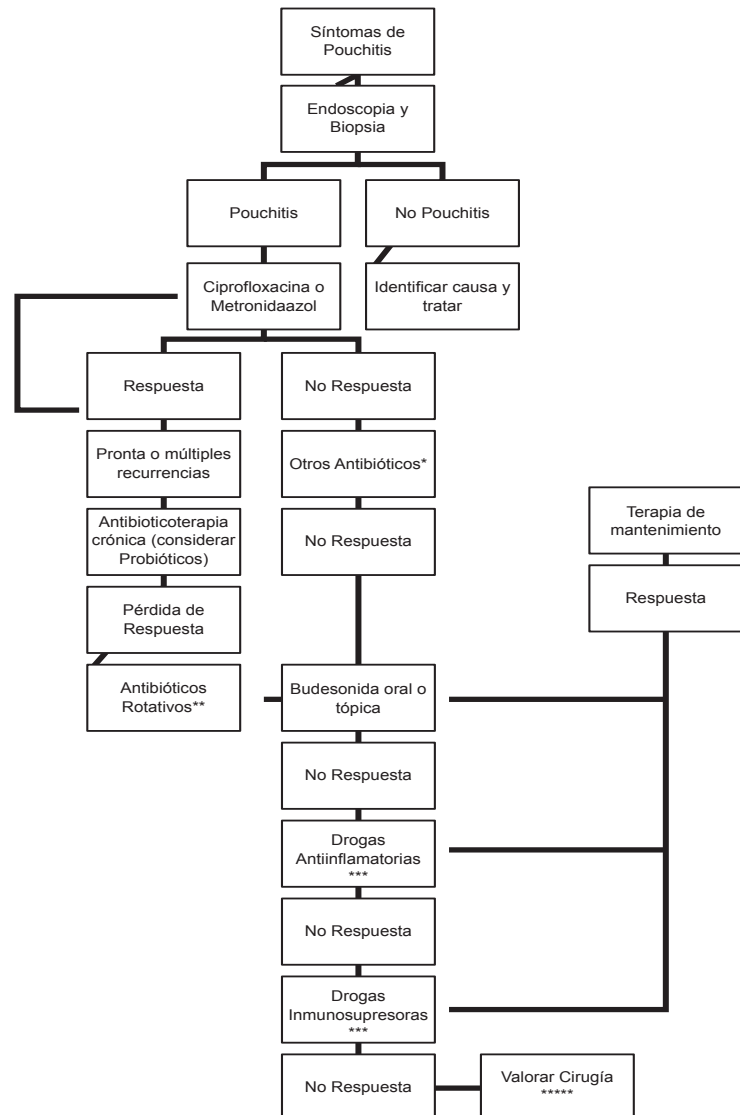 Síntomas de
Pouchitis
Endoscopia y
Biopsia
Pouchitis
No Pouchitis
Ciprofloxacina o
Metronidaazol
Identificar causa y
tratar
Respuesta
No Respuesta
Pronta o múltiples
recurrencias
Otros Antibióticos*
Antibioticoterapia
crónica (considerar
Probióticos)
No Respuesta
Terapia de
mantenimiento
Pérdida de
Respuesta
Respuesta
Antibióticos
Rotativos**
Budesonida oral o
tópica
No Respuesta
Drogas
Antiinflamatorias
***
No Respuesta
Drogas
Inmunosupresoras
***
No Respuesta
Valorar Cirugía
*****